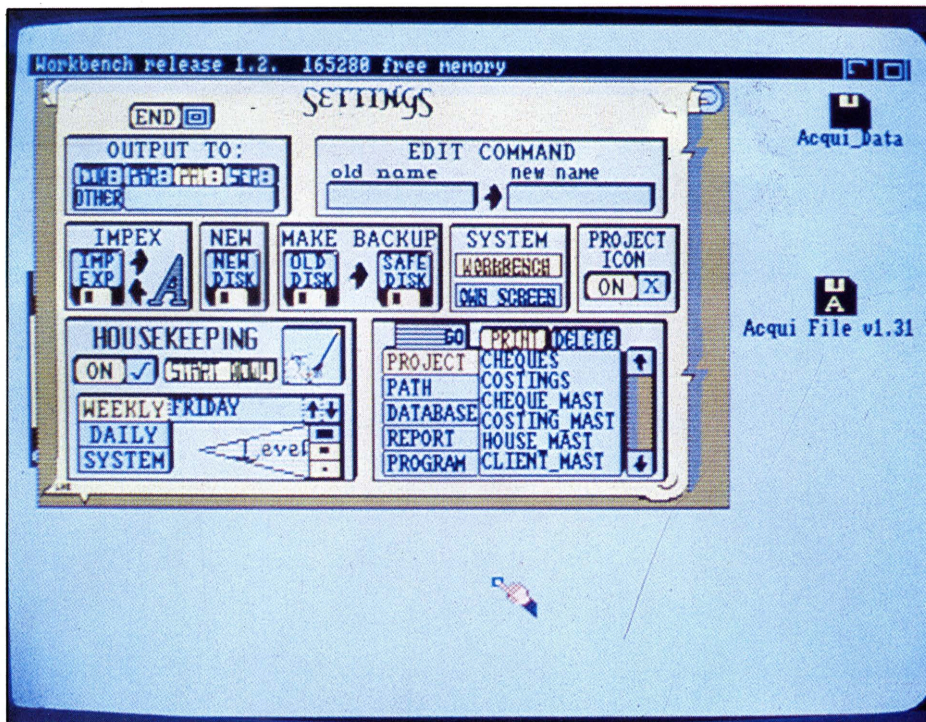 Workbench release 1.2. 165280 free memory
SETTINGS
END
OUTPUT TO:
OTHER
EDIT COMMAND
old name
new name
IMPEX
IMP
EXP
NEW
NEW
DISK
MAKE BACKUP
OLD
DISK
SAFE
DISK
SYSTEM
WORKBENCH
OWN SCREEN
PROJECT
ICON
ON X
HOUSEKEEPING
ON
WEEKLY FRIDAY
DAILY
SYSTEM
Level
GO PRINT DELETE
PROJECT
PATH
DATABASE
REPORT
PROGRAM
CHEQUES
COSTINGS
CHEQUE_MAST
COSTING_MAST
HOUSE_MAST
CLIENT_MAST
Acqui_Data
A
Acqui File v1.31